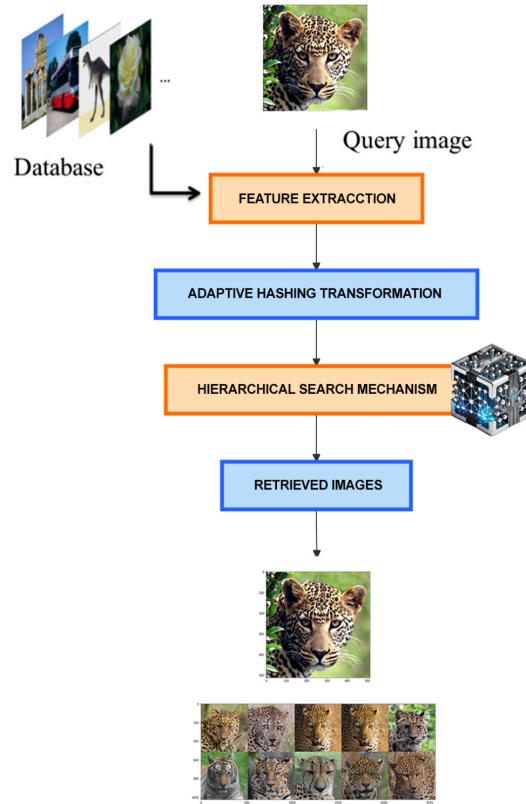 ...
Query image
Database
FEATURE EXTRACCTION
ADAPTIVE HASHING TRANSFORMATION
HIERARCHICAL SEARCH MECHANISM
RETRIEVED IMAGES